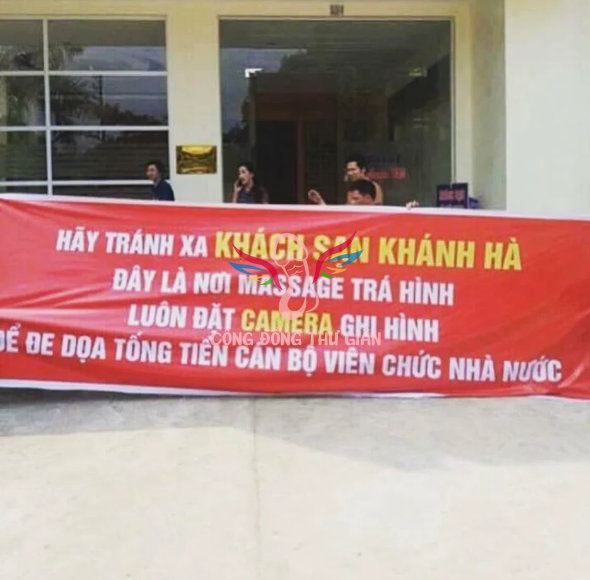 HÃY TRÁNH XA KHÁCH SẠN KHÁNH HÀ
ĐÂY LÀ NƠI MASSAGE TRÁ HÌNH
LUÔN ĐẶT CAMERA GHI HÌNH
ĐỂ ĐE DỌA TỐNG TIỀN CÁN BỘ VIÊN CHỨC NHÀ NƯỚC
CỘNG ĐỒNG THƯ GIÃN